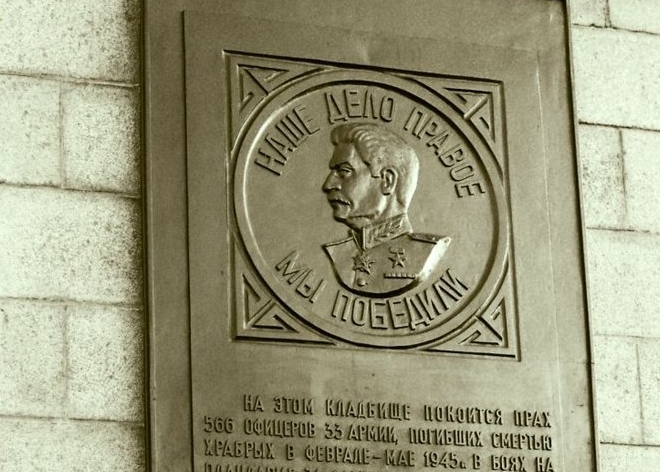 НАШЕ ДЕЛО ПРАВОЕ
МЫ ПОБЕДИЛИ
НА ЭТОМ КЛАДБИЩЕ ПОКОИТСЯ ПРАХ
566 ОФИЦЕРОВ 33 АРМИИ, ПОГИБШИХ СМЕРТЬЮ
ХРАБРЫХ В ФЕВРАЛЕ-МАЕ 1945г. В БОЯХ НА